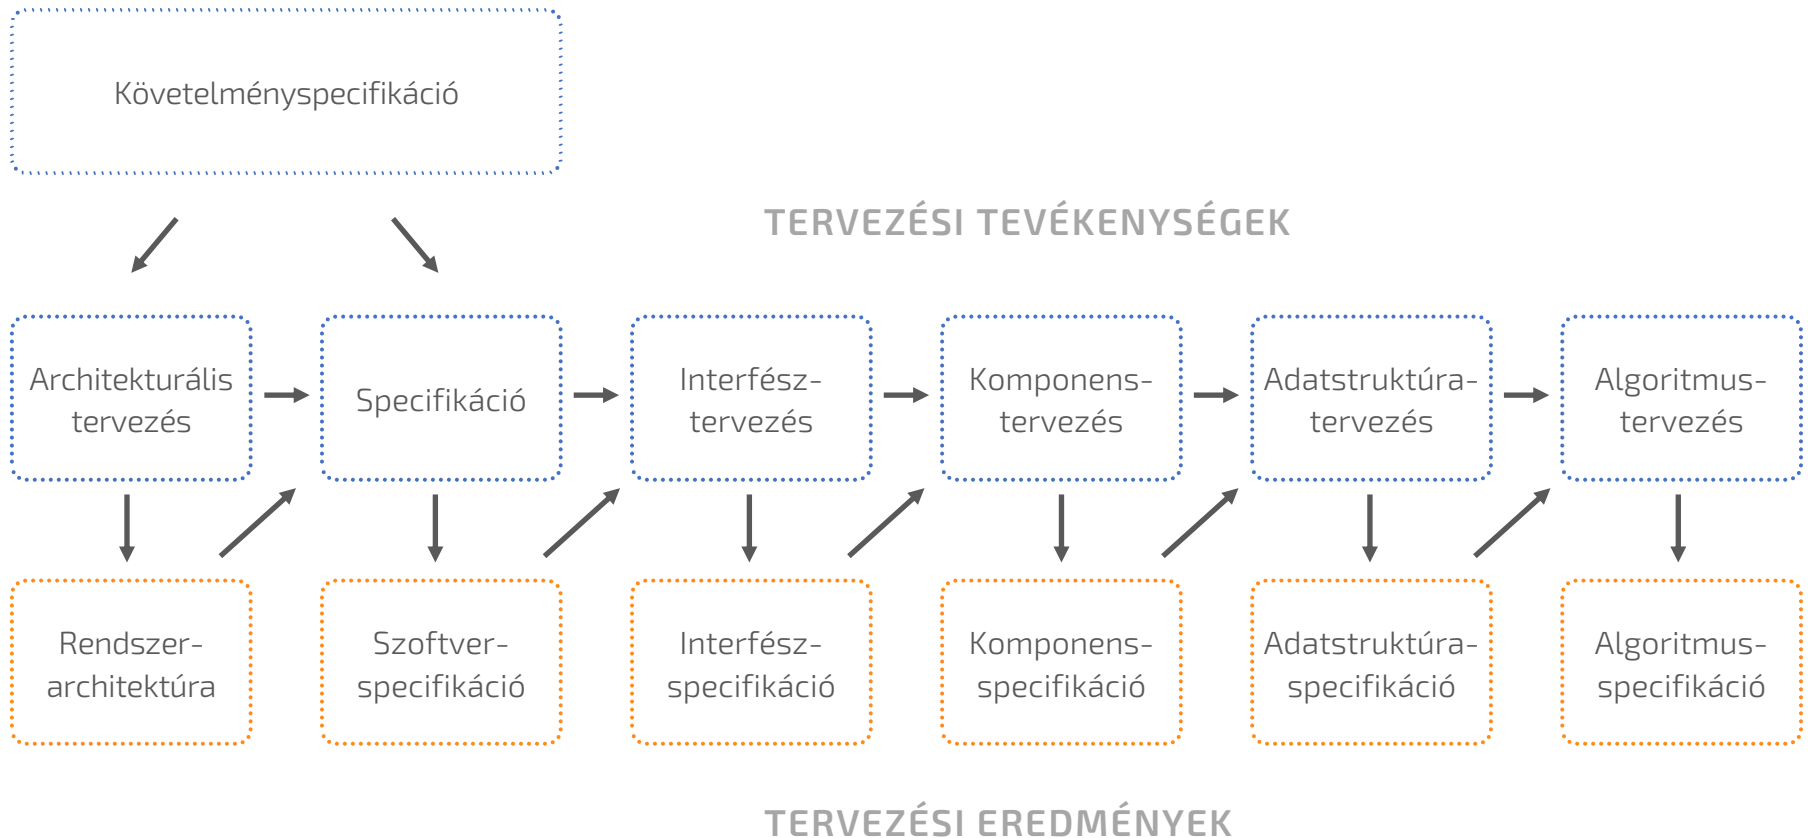 Követelményspecifikáció
TERVEZÉSI TEVÉKENYSÉGEK
Architekturális
tervezés
Specifikáció
Interfész-
tervezés
Komponens-
tervezés
Adatstruktúra-
tervezés
Algoritmus-
tervezés
Rendszer-
architektúra
Szoftver-
specifikáció
Interfész-
specifikáció
Komponens-
specifikáció
Adatstruktúra-
specifikáció
Algoritmus-
specifikáció
TERVEZÉSI EREDMÉNYEK